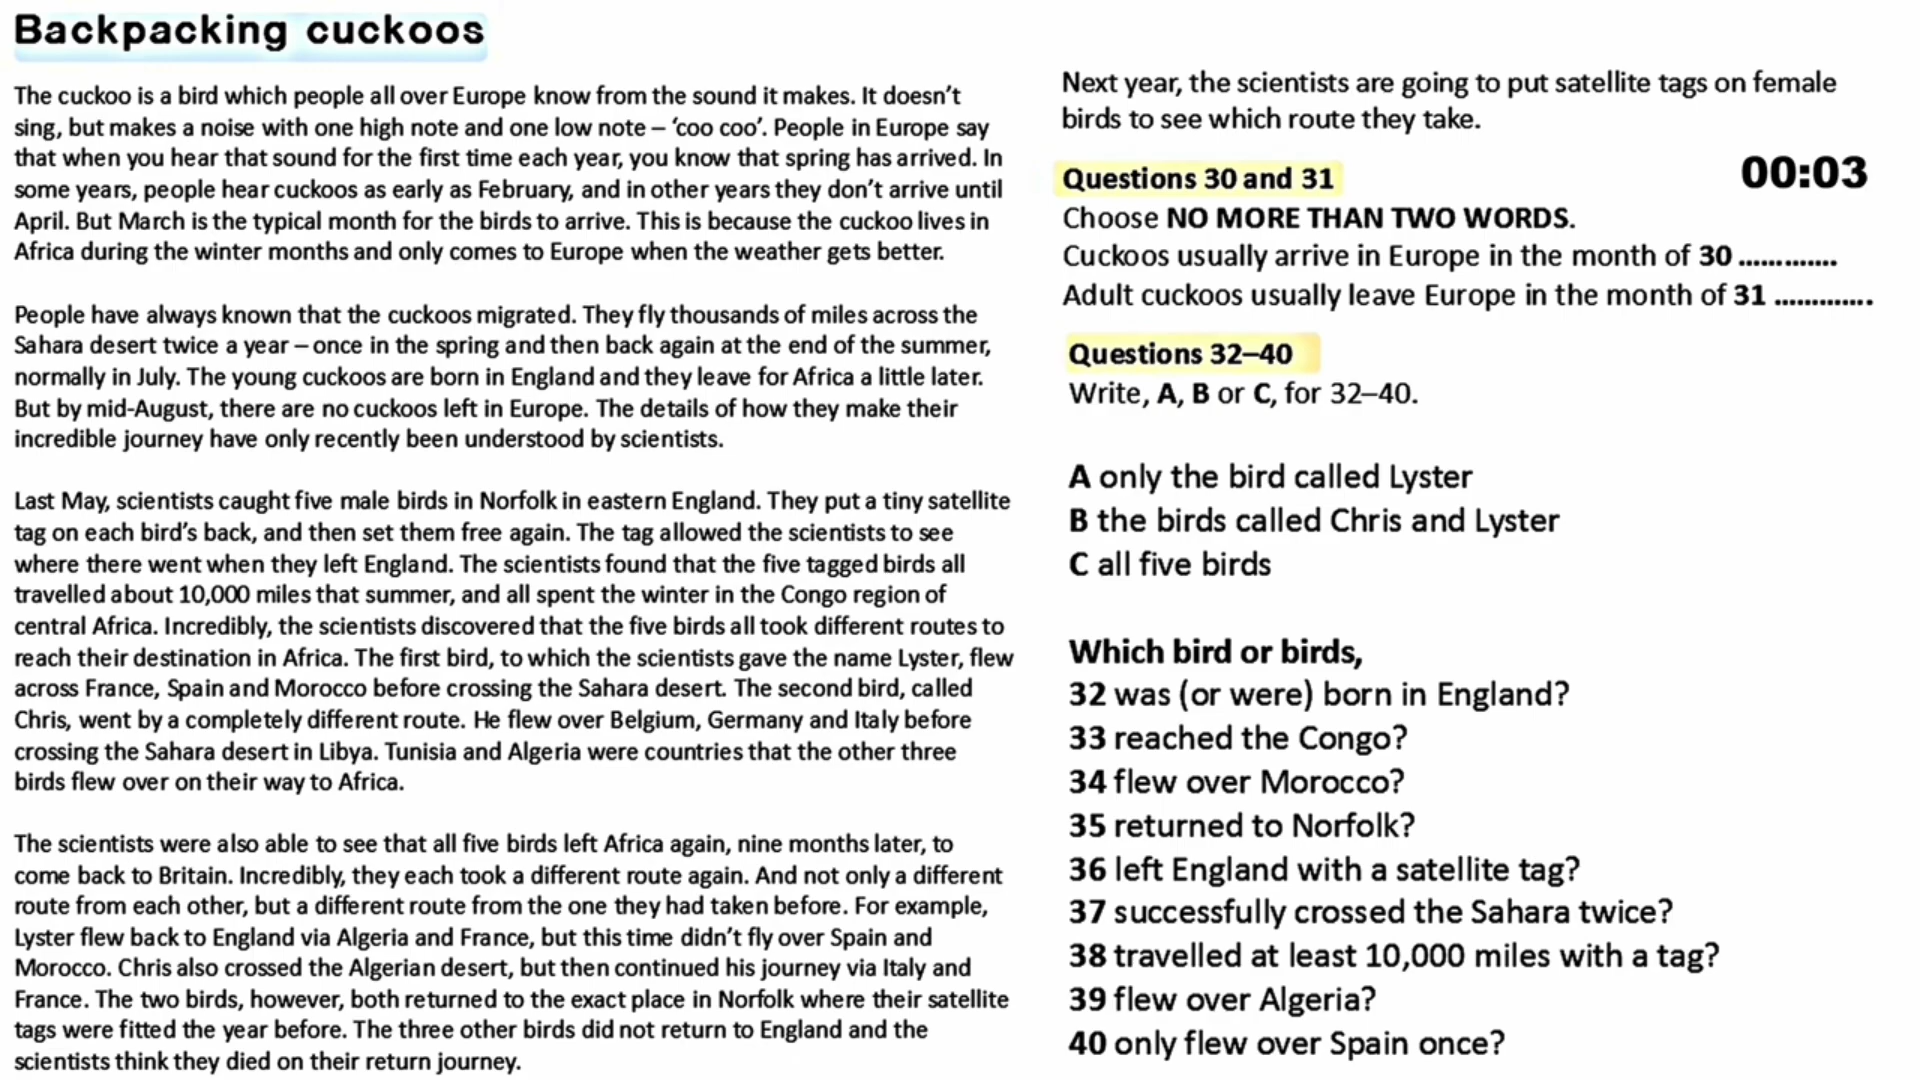 Backpacking cuckoos
The cuckoo is a bird which people all over Europe know from the sound it makes. It doesn't
sing, but makes a noise with one high note and one low note – 'coo coo'. People in Europe say
that when you hear that sound for the first time each year, you know that spring has arrived. In
some years, people hear cuckoos as early as February, and in other years they don't arrive until
April. But March is the typical month for the birds to arrive. This is because the cuckoo lives in
Africa during the winter months and only comes to Europe when the weather gets better.
People have always known that the cuckoos migrated. They fly thousands of miles across the
Sahara desert twice a year – once in the spring and then back again at the end of the summer,
normally in July. The young cuckoos are born in England and they leave for Africa a little later.
But by mid-August, there are no cuckoos left in Europe. The details of how they make their
incredible journey have only recently been understood by scientists.
Last May, scientists caught five male birds in Norfolk in eastern England. They put a tiny satellite
tag on each bird's back, and then set them free again. The tag allowed the scientists to see
where there went when they left England. The scientists found that the five tagged birds all
travelled about 10,000 miles that summer, and all spent the winter in the Congo region of
central Africa. Incredibly, the scientists discovered that the five birds all took different routes to
reach their destination in Africa. The first bird, to which the scientists gave the name Lyster, flew
across France, Spain and Morocco before crossing the Sahara desert. The second bird, called
Chris, went by a completely different route. He flew over Belgium, Germany and Italy before
crossing the Sahara desert in Libya. Tunisia and Algeria were countries that the other three
birds flew over on their way to Africa.
The scientists were also able to see that all five birds left Africa again, nine months later, to
come back to Britain. Incredibly, they each took a different route again. And not only a different
route from each other, but a different route from the one they had taken before. For example,
Lyster flew back to England via Algeria and France, but this time didn't fly over Spain and
Morocco. Chris also crossed the Algerian desert, but then continued his journey via Italy and
France. The two birds, however, both returned to the exact place in Norfolk where their satellite
tags were fitted the year before. The three other birds did not return to England and the
scientists think they died on their return journey.
Next year, the scientists are going to put satellite tags on female
birds to see which route they take.
00:03
Questions 30 and 31
Choose NO MORE THAN TWO WORDS.
Cuckoos usually arrive in Europe in the month of 30 .............
Adult cuckoos usually leave Europe in the month of 31 .............
Questions 32–40
Write, A, B or C, for 32–40.
A only the bird called Lyster
B the birds called Chris and Lyster
C all five birds
Which bird or birds,
32 was (or were) born in England?
33 reached the Congo?
34 flew over Morocco?
35 returned to Norfolk?
36 left England with a satellite tag?
37 successfully crossed the Sahara twice?
38 travelled at least 10,000 miles with a tag?
39 flew over Algeria?
40 only flew over Spain once?